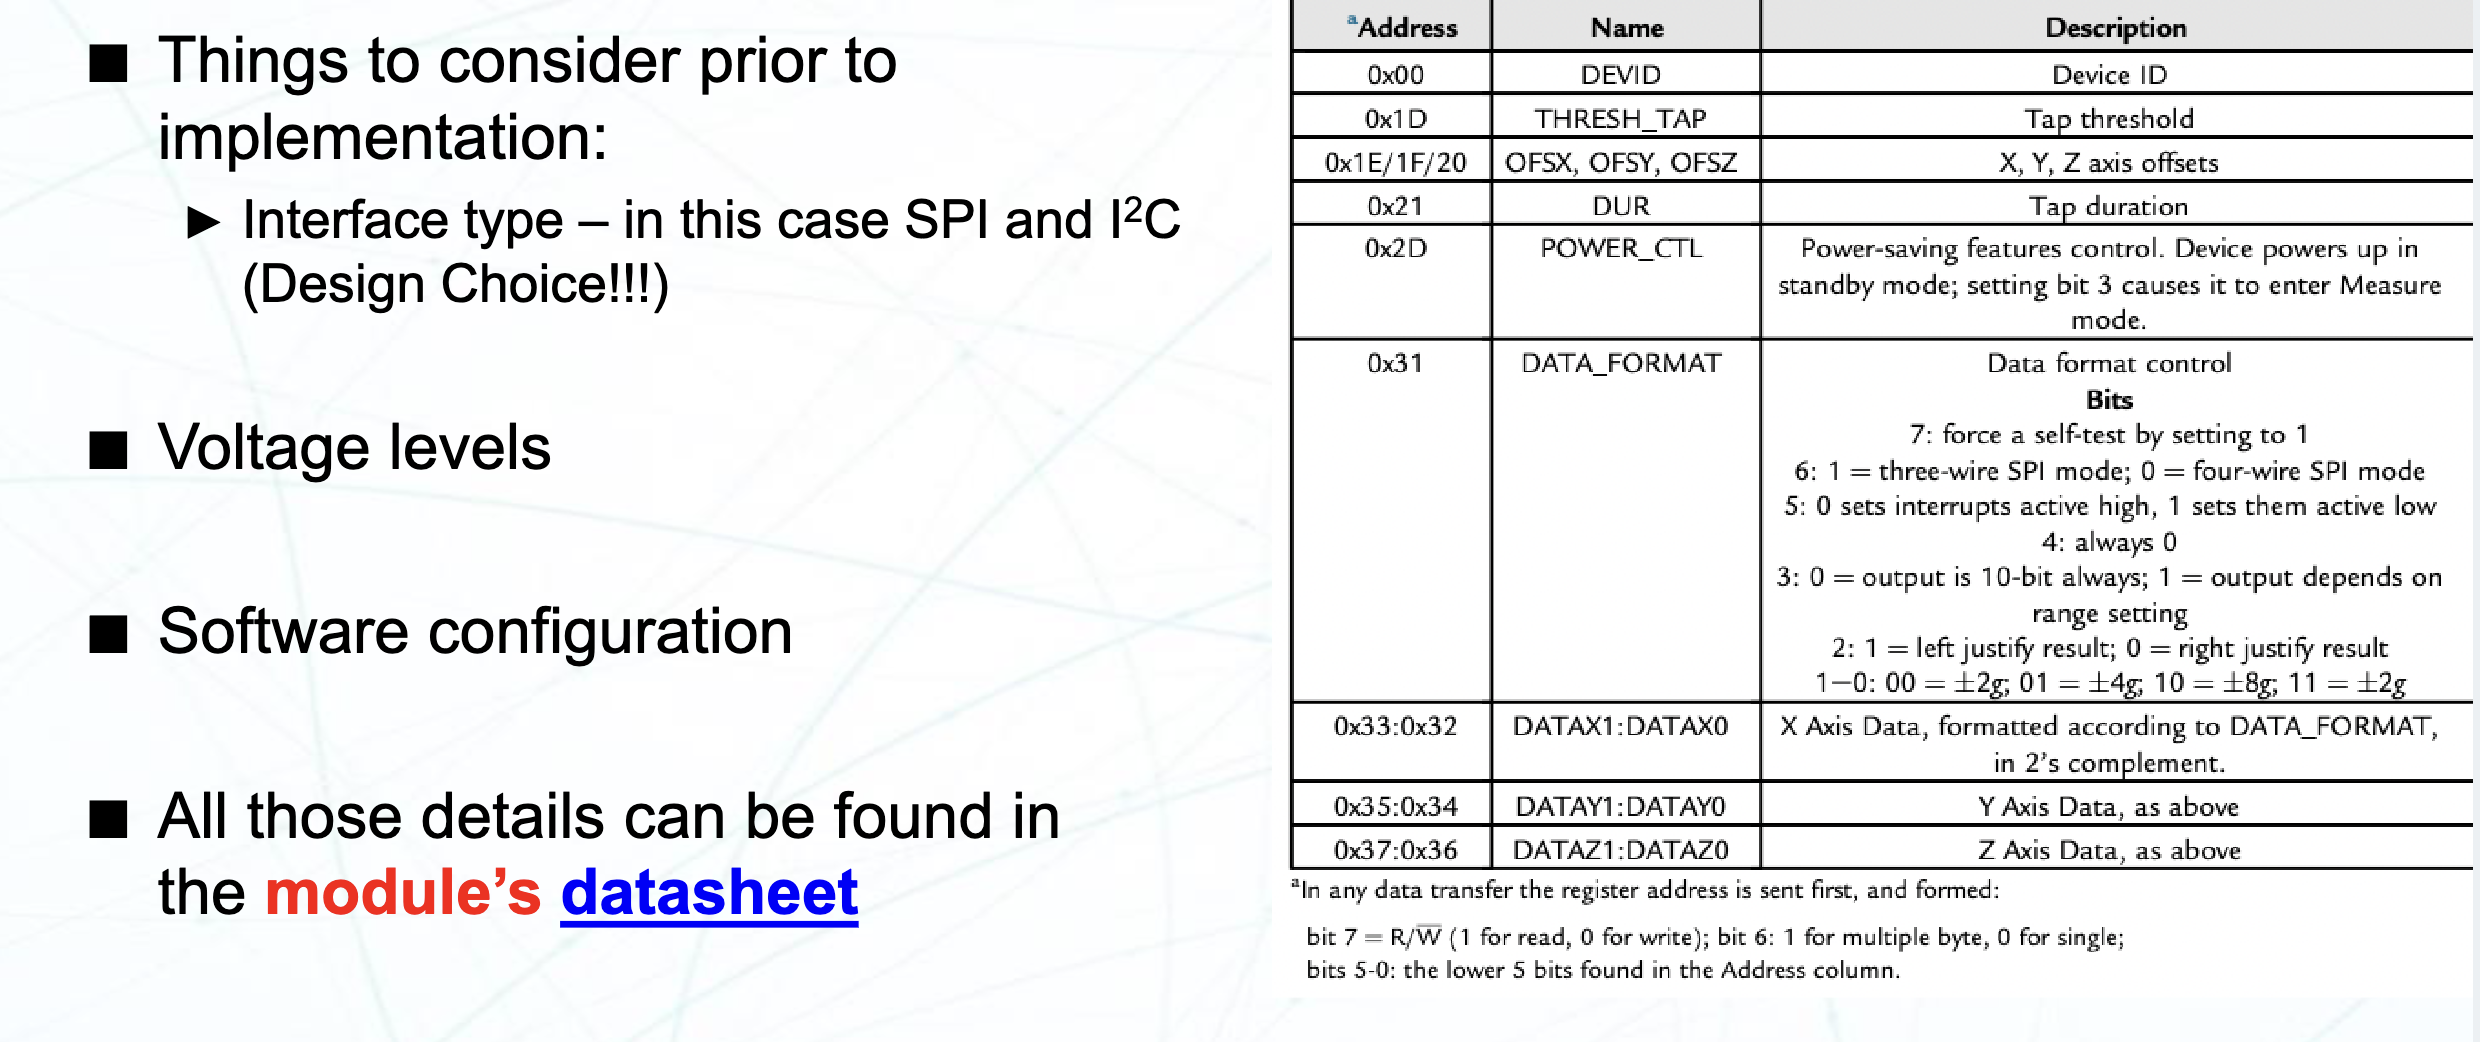 ■ Things to consider prior to
implementation:
► Interface type – in this case SPI and I²C
(Design Choice!!!)
■ Voltage levels
■ Software configuration
■ All those details can be found in
the module’s datasheet
ᵃAddress Name Description
0x00 DEVID Device ID
0x1D THRESH_TAP Tap threshold
0x1E/1F/20 OFSX, OFSY, OFSZ X, Y, Z axis offsets
0x21 DUR Tap duration
0x2D POWER_CTL Power-saving features control. Device powers up in
standby mode; setting bit 3 causes it to enter Measure
mode.
0x31 DATA_FORMAT Data format control
Bits
7: force a self-test by setting to 1
6: 1 = three-wire SPI mode; 0 = four-wire SPI mode
5: 0 sets interrupts active high, 1 sets them active low
4: always 0
3: 0 = output is 10-bit always; 1 = output depends on
range setting
2: 1 = left justify result; 0 = right justify result
1−0: 00 = ±2g; 01 = ±4g; 10 = ±8g; 11 = ±2g
0x33:0x32 DATAX1:DATAX0 X Axis Data, formatted according to DATA_FORMAT,
in 2’s complement.
0x35:0x34 DATAY1:DATAY0 Y Axis Data, as above
0x37:0x36 DATAZ1:DATAZ0 Z Axis Data, as above
ᵃIn any data transfer the register address is sent first, and formed:
bit 7 = R/W̅ (1 for read, 0 for write); bit 6: 1 for multiple byte, 0 for single;
bits 5-0: the lower 5 bits found in the Address column.